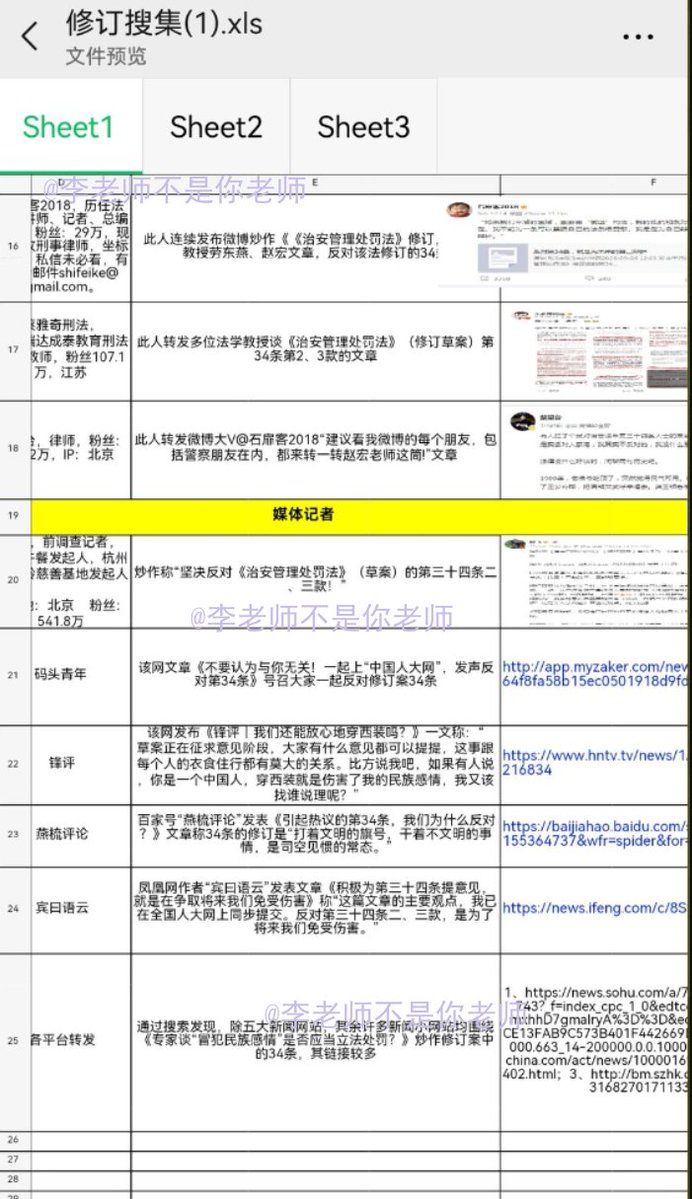 修订搜集(1).xls
文件预览
Sheet1
Sheet2
Sheet3
D
E
F
@李老师不是你老师
16
客2018，历任法
讲师、记者、总编
粉丝：29万，现
刑事律师，坐标
私信未必看，有
邮件shifeike@
gmail.com。
此人连续发布微博炒作《《治安管理处罚法》修订，
教授劳东燕、赵宏文章，反对该法修订的34
17
雅奇刑法，
达成泰教育刑法
教师，粉丝107.1
万，江苏
此人转发多位法学教授谈《治安管理处罚法》（修订草案）第
34条第2、3款的文章
18
，律师，粉丝：
2万，IP：北京
此人转发微博大V@石扉客2018“建议看我微博的每个朋友，包
括警察朋友在内，都来转一转赵宏老师这简!”文章
19
媒体记者
20
，前调查记者，
餐发起人，杭州
慈善基地发起人
：北京 粉丝：
541.8万
炒作称“坚决反对《治安管理处罚法》（草案）的第三十四条二
、三款！”
@李老师不是你老师
21
码头青年
该网文章《不要认为与你无关！一起上“中国人大网”，发声反
对第34条》号召大家一起反对修订案34条
http://app.myzaker.com/nev
64f8fa58b15ec0501918d9fc
22
锋评
该网发布《锋评丨我们还能放心地穿西装吗？》一文称：“
草案正在征求意见阶段，大家有什么意见都可以提提，这事跟
每个人的衣食住行都有莫大的关系。比方说我吧，如果有人说
，你是一个中国人，穿西装就是伤害了我的民族感情，我又该
找谁说理呢？”
https://www.hntv.tv/news/1
216834
23
燕梳评论
百家号“燕梳评论”发表《引起热议的第34条，我们为什么反对
？》文章称34条的修订是“打着文明的旗号，干着不文明的事
情，是司空见惯的常态。”
https://baijiahao.baidu.com/
155364737&wfr=spider&for=
24
宾曰语云
凤凰网作者“宾曰语云”发表文章《积极为第三十四条提意见，
就是在争取将来我们免受伤害》称“这篇文章的主要观点，我已
在全国人大网上同步提交。反对第三十四条二、三款，是为了
将来我们免受伤害。”
https://news.ifeng.com/c/8S
25
各平台转发
通过搜索发现，除五大新闻网站，其余许多新闻小网站均围绕
《专家谈“冒犯民族感情”是否应当立法处罚？》炒作修订案中
的34条，其链接较多
@李老师不是你老师
1、https://news.sohu.com/a/7
743?f=index_cpc_1_0&edtc
hxhhD7gmalryA%3D%3D&e
CE13FAB9C573B401F4426691
000.663_14-200000.0.0.1000
china.com/act/news/1000016
402.html；3、http://bm.szhk.c
3168270171133
26
27
28